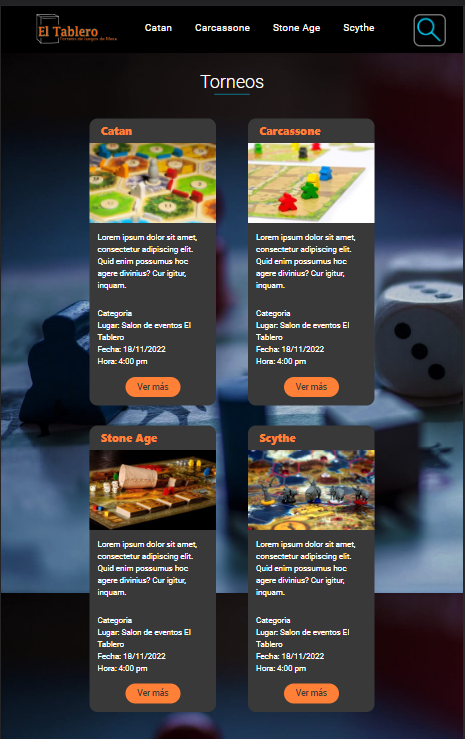 El Tablero
Torneos de Juegos de Mesa
Catan Carcassone Stone Age Scythe
Torneos
Catan
Lorem ipsum dolor sit amet,
consectetur adipiscing elit.
Quid enim possumus hoc
agere divinius? Cur igitur,
inquam.
Categoria
Lugar: Salon de eventos El
Tablero
Fecha: 18/11/2022
Hora: 4:00 pm
Ver más
Carcassone
Lorem ipsum dolor sit amet,
consectetur adipiscing elit.
Quid enim possumus hoc
agere divinius? Cur igitur,
inquam.
Categoria
Lugar: Salon de eventos El
Tablero
Fecha: 18/11/2022
Hora: 4:00 pm
Ver más
Stone Age
Lorem ipsum dolor sit amet,
consectetur adipiscing elit.
Quid enim possumus hoc
agere divinius? Cur igitur,
inquam.
Categoria
Lugar: Salon de eventos El
Tablero
Fecha: 18/11/2022
Hora: 4:00 pm
Ver más
Scythe
Lorem ipsum dolor sit amet,
consectetur adipiscing elit.
Quid enim possumus hoc
agere divinius? Cur igitur,
inquam.
Categoria
Lugar: Salon de eventos El
Tablero
Fecha: 18/11/2022
Hora: 4:00 pm
Ver más